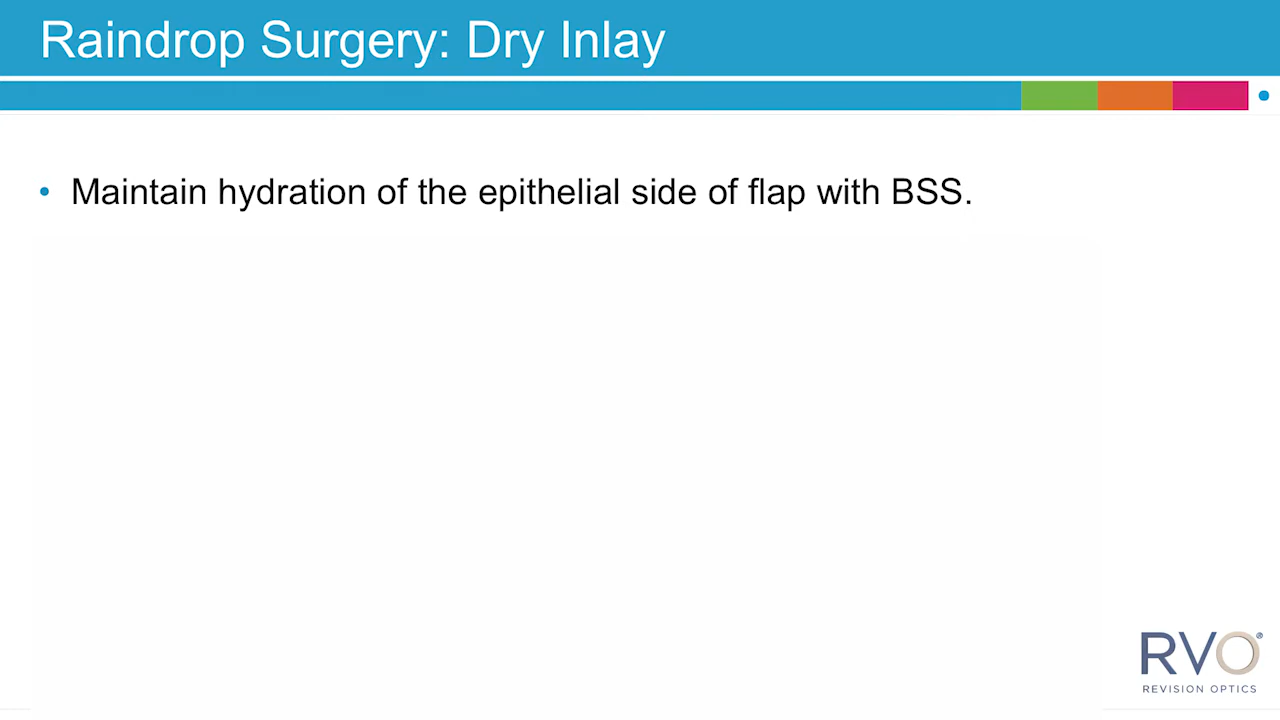 Raindrop Surgery: Dry Inlay
• Maintain hydration of the epithelial side of flap with BSS.
RVO®
REVISION OPTICS